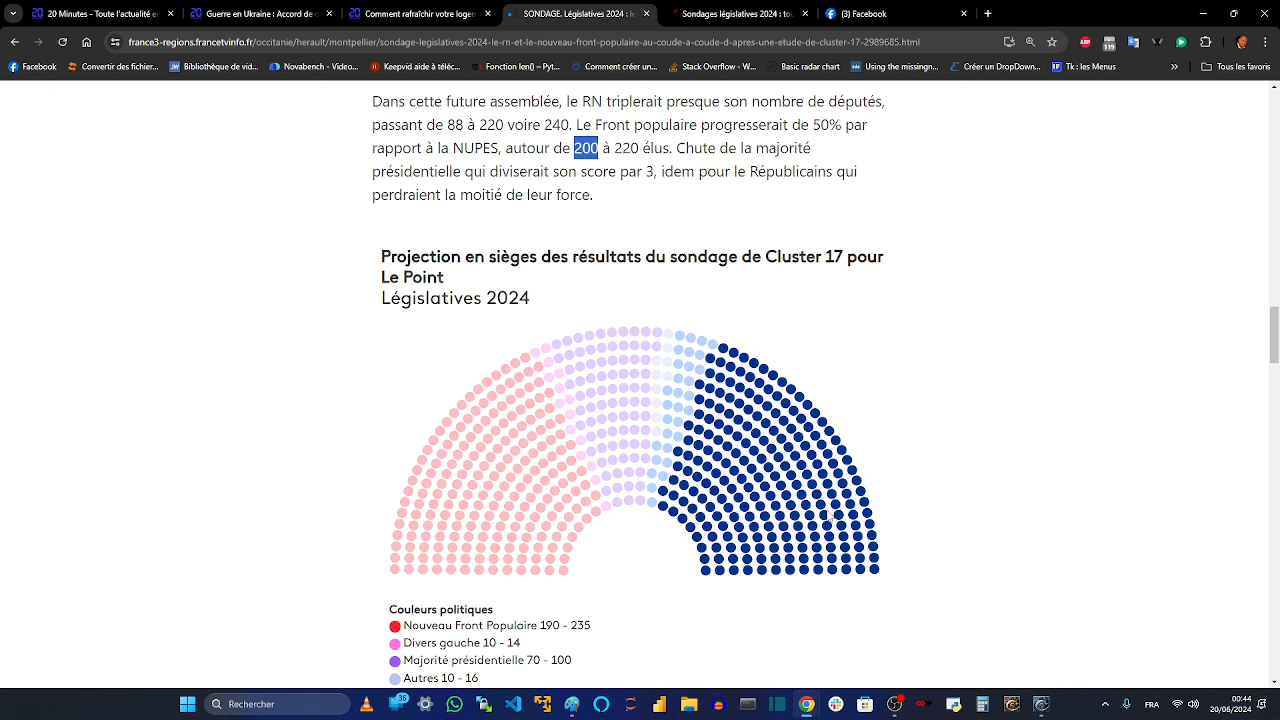 20 Minutes - Toute l'actualité e
Guerre en Ukraine : Accord de
Comment rafraîchir votre logen
SONDAGE. Législatives 2024 : le
Sondages législatives 2024 : tou
(3) Facebook
france3-regions.francetvinfo.fr/occitanie/herault/montpellier/sondage-legislatives-2024-le-rn-et-le-nouveau-front-populaire-au-coude-a-coude-d-apres-une-etude-de-cluster-17-2989685.html
119
Facebook
Convertir des fichier...
Bibliothèque de vid...
Novabench - Video...
Keepvid aide à téléc...
Fonction len() – Pyt...
Comment créer un...
Stack Overflow - W...
Basic radar chart
Using the missing...
Créer un DropDown...
Tk : les Menus
»
Tous les favoris
Dans cette future assemblée, le RN triplerait presque son nombre de députés,
passant de 88 à 220 voire 240. Le Front populaire progresserait de 50% par
rapport à la NUPES, autour de 200 à 220 élus. Chute de la majorité
présidentielle qui diviserait son score par 3, idem pour le Républicains qui
perdraient la moitié de leur force.
Projection en sièges des résultats du sondage de Cluster 17 pour
Le Point
Législatives 2024
Couleurs politiques
Nouveau Front Populaire 190 - 235
Divers gauche 10 - 14
Majorité présidentielle 70 - 100
Autres 10 - 16
Rechercher
FRA
00:44
20/06/2024